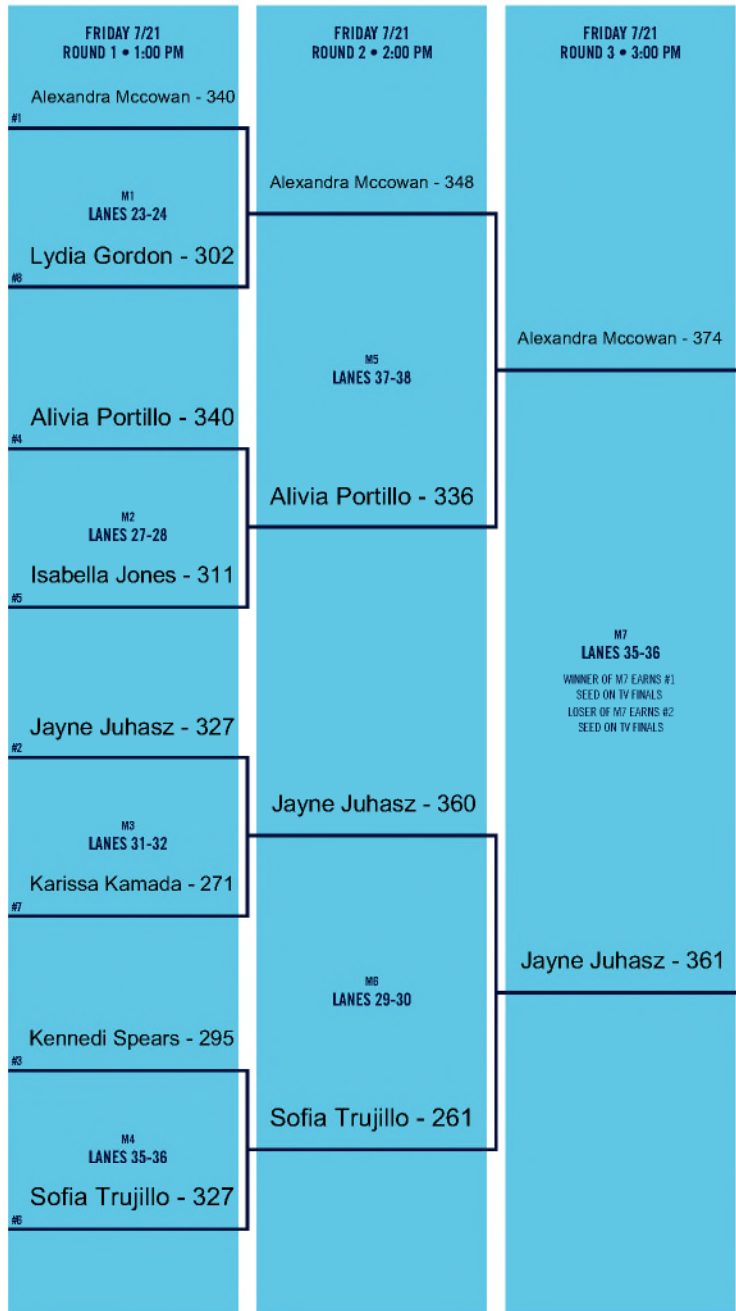 FRIDAY 7/21
ROUND 1 • 1:00 PM
Alexandra Mccowan - 340
#1
M1
LANES 23-24
Lydia Gordon - 302
#8
Alivia Portillo - 340
#4
M2
LANES 27-28
Isabella Jones - 311
#5
Jayne Juhasz - 327
#2
M3
LANES 31-32
Karissa Kamada - 271
#7
Kennedi Spears - 295
#3
M4
LANES 35-36
Sofia Trujillo - 327
#6
FRIDAY 7/21
ROUND 2 • 2:00 PM
Alexandra Mccowan - 348
M5
LANES 37-38
Alivia Portillo - 336
Jayne Juhasz - 360
M6
LANES 29-30
Sofia Trujillo - 261
FRIDAY 7/21
ROUND 3 • 3:00 PM
Alexandra Mccowan - 374
M7
LANES 35-36
WINNER OF M7 EARNS #1
SEED ON TV FINALS
LOSER OF M7 EARNS #2
SEED ON TV FINALS
Jayne Juhasz - 361